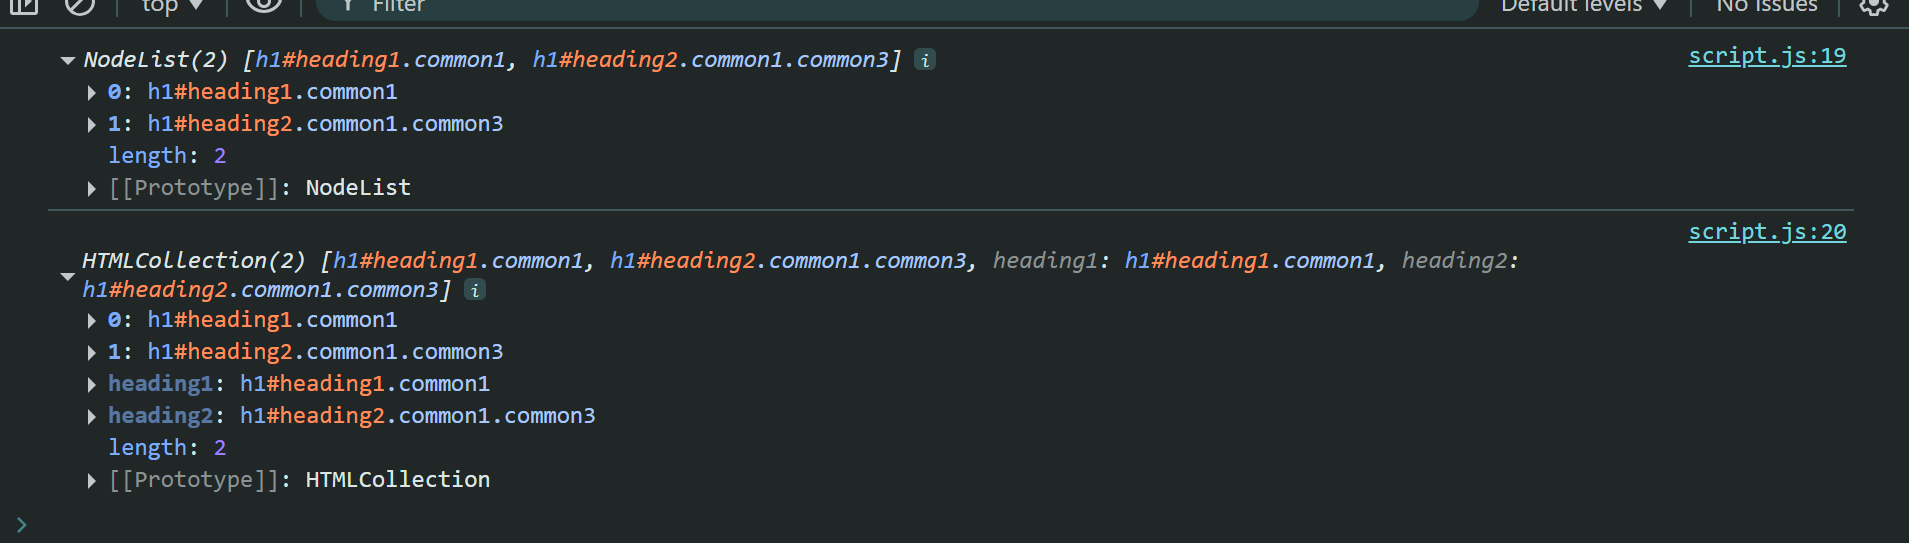 top ▼ Filter Default levels ▼ No Issues
NodeList(2) [h1#heading1.common1, h1#heading2.common1.common3] i script.js:19
0: h1#heading1.common1
1: h1#heading2.common1.common3
length: 2
[[Prototype]]: NodeList
script.js:20
HTMLCollection(2) [h1#heading1.common1, h1#heading2.common1.common3, heading1: h1#heading1.common1, heading2:
h1#heading2.common1.common3] i
0: h1#heading1.common1
1: h1#heading2.common1.common3
heading1: h1#heading1.common1
heading2: h1#heading2.common1.common3
length: 2
[[Prototype]]: HTMLCollection